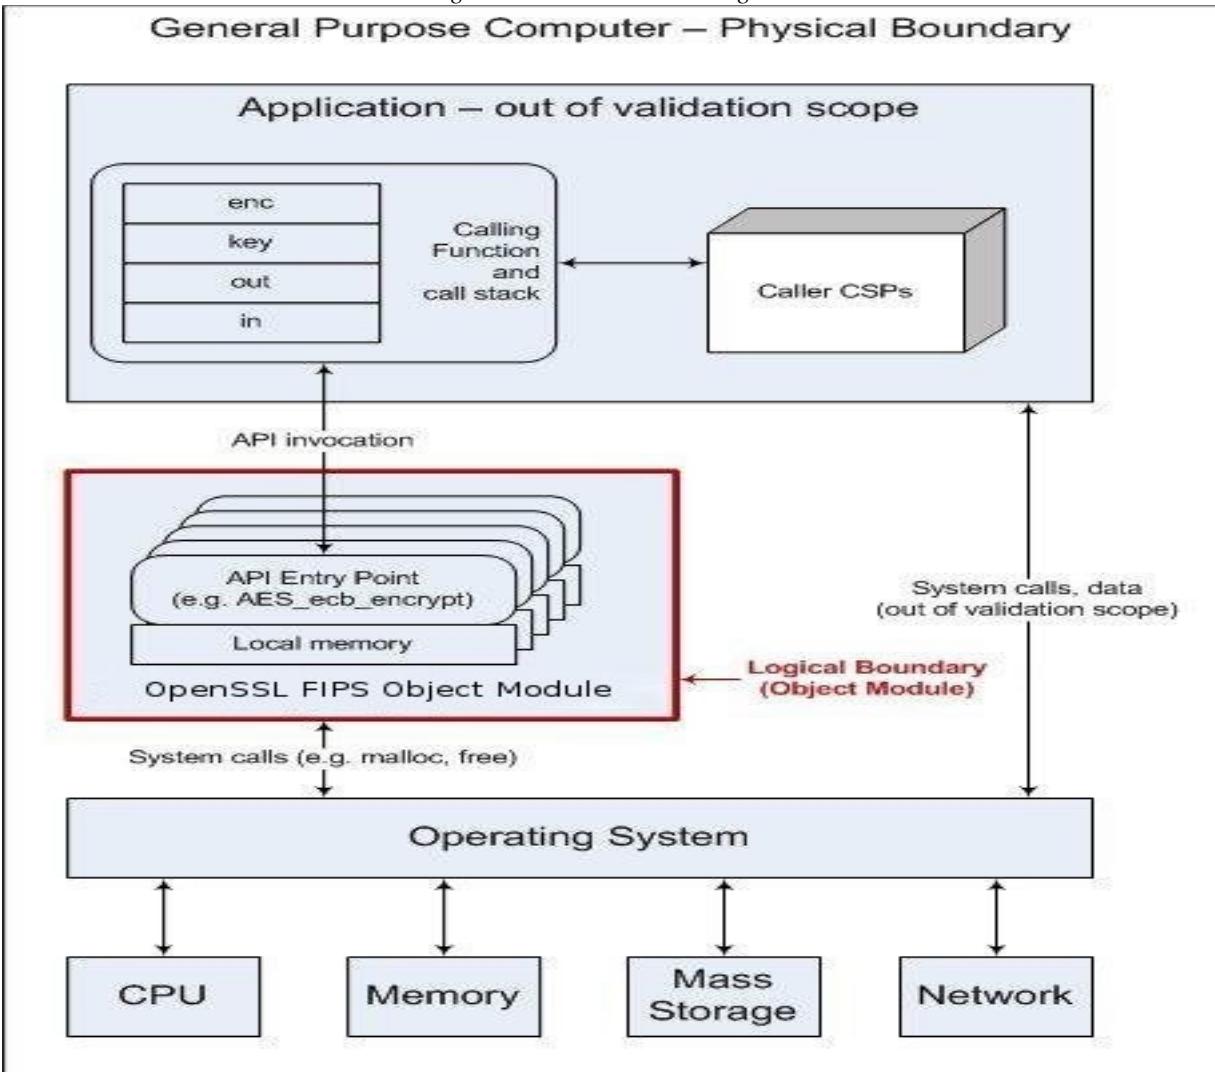 General Purpose Computer – Physical Boundary
Application – out of validation scope
enc
key
out
in
Calling
Function
and
call stack
Caller CSPs
API invocation
API Entry Point
(e.g. AES_ecb_encrypt)
Local memory
OpenSSL FIPS Object Module
System calls, data
(out of validation scope)
Logical Boundary
(Object Module)
System calls (e.g. malloc, free)
Operating System
CPU
Memory
Mass
Storage
Network